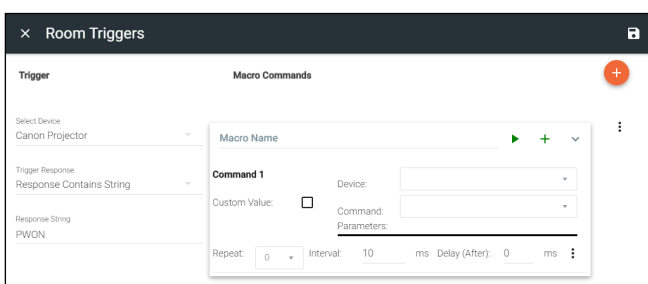 × Room Triggers
Trigger
Macro Commands
Select Device
Canon Projector
Trigger Response
Response Contains String
Response String
PWON
Macro Name
Command 1
Custom Value:
Device:
Command:
Parameters:
Repeat: 0 Interval: 10 ms Delay (After): 0 ms